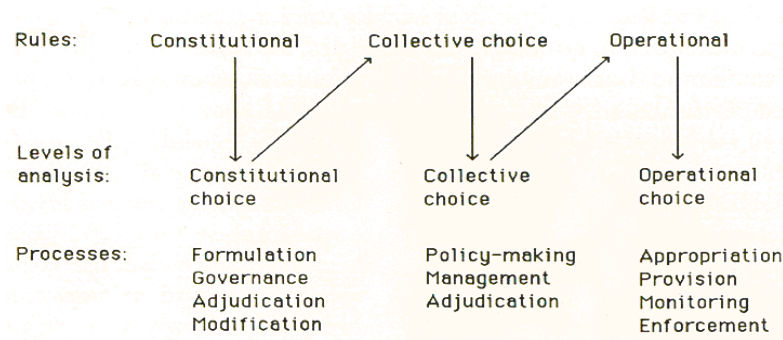 Rules: Constitutional Collective choice Operational
Levels of
analysis: Constitutional Collective Operational
choice choice choice
Processes: Formulation Policy-making Appropriation
Governance Management Provision
Adjudication Adjudication Monitoring
Modification Enforcement